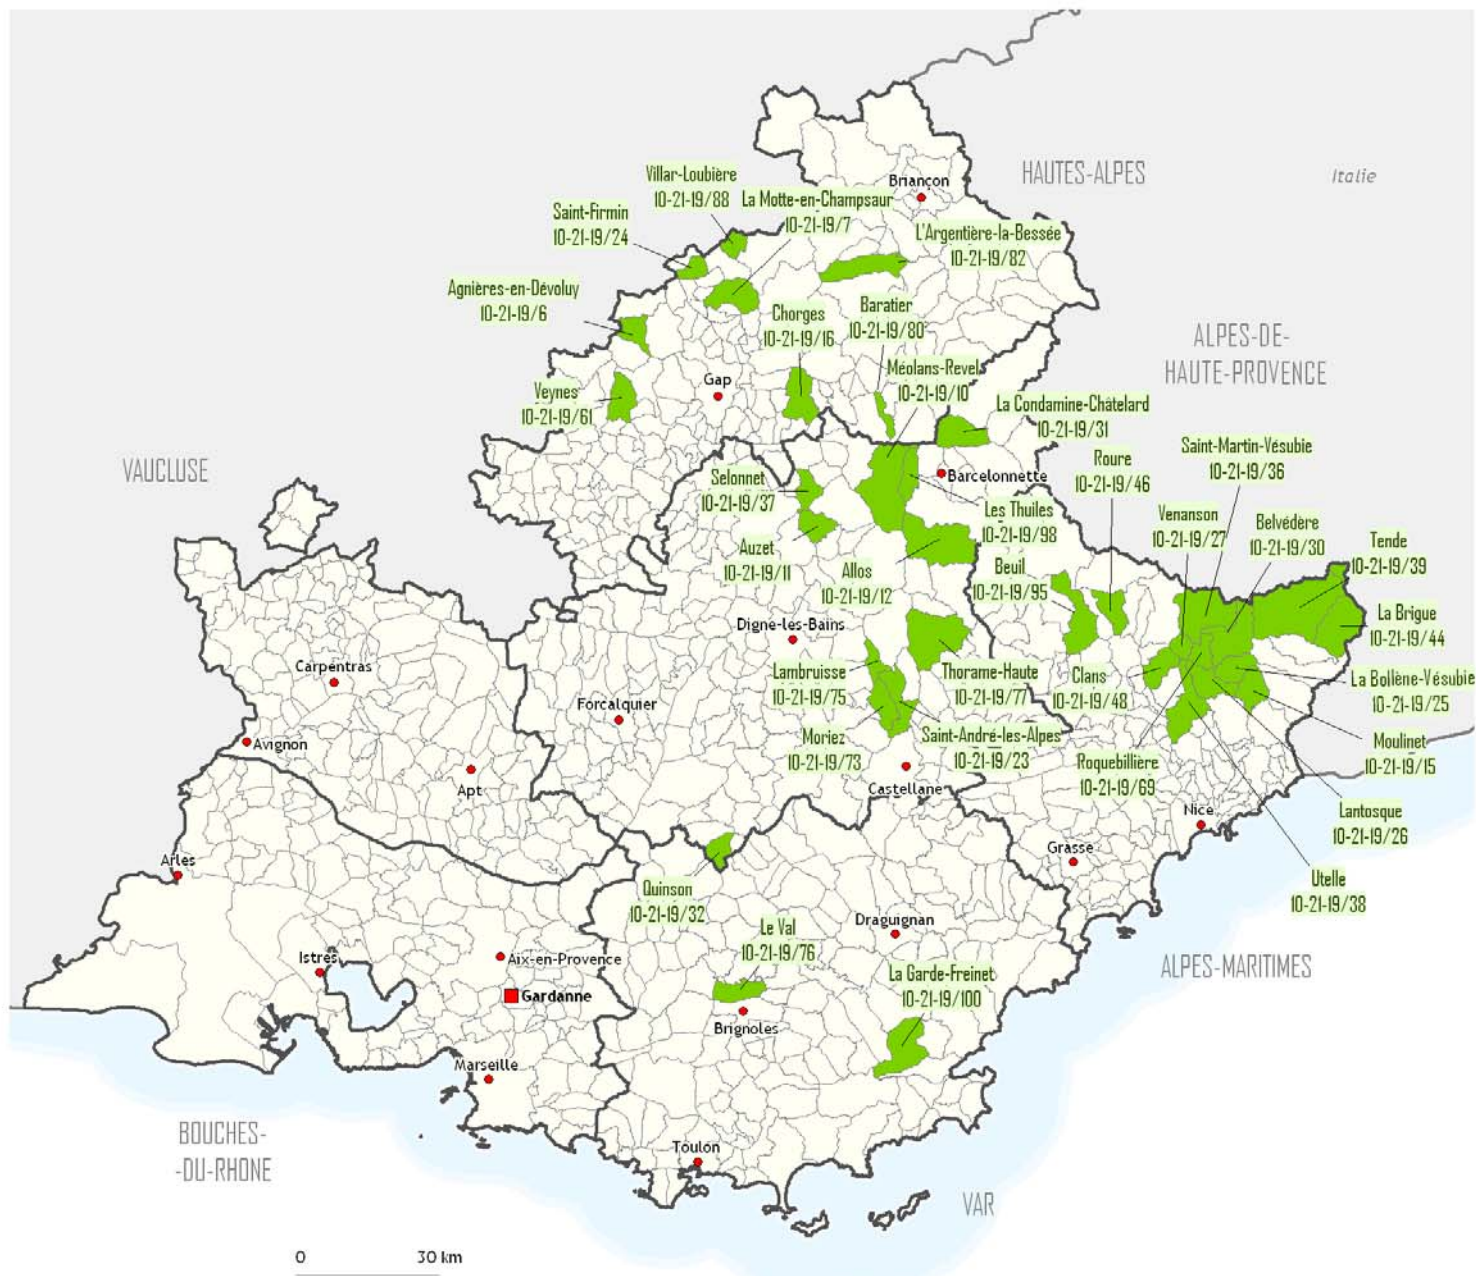 HAUTES-ALPES
Italie
Briançon
Villar-Loubière
10-21-19/88
La Motte-en-Champsaur
10-21-19/7
Saint-Firmin
10-21-19/24
L'Argentière-la-Bessée
10-21-19/82
Agnières-en-Dévoluy
10-21-19/6
Chorges
10-21-19/16
Baratier
10-21-19/80
ALPES-DE-
HAUTE-PROVENCE
Gap
Méolans-Revel
10-21-19/10
Veynes
10-21-19/61
La Condamine-Châtelard
10-21-19/31
VAUCLUSE
Saint-Martin-Vésubie
10-21-19/36
Roure
10-21-19/46
Selonnet
10-21-19/37
Barcelonnette
Les Thuiles
10-21-19/98
Venanson
10-21-19/27
Belvédère
10-21-19/30
Tende
10-21-19/39
Auzet
10-21-19/11
Allos
10-21-19/12
Beuil
10-21-19/95
La Brigue
10-21-19/44
Digne-les-Bains
Carpentras
Lambruisse
10-21-19/75
Thorame-Haute
10-21-19/77
Clans
10-21-19/48
La Bollène-Vésubie
10-21-19/25
Forcalquier
Avignon
Moriez
10-21-19/73
Saint-André-les-Alpes
10-21-19/23
Roquebillière
10-21-19/69
Moulinet
10-21-19/15
Apt
Castellane
Nice
Lantosque
10-21-19/26
Arles
Grasse
Quinson
10-21-19/32
Utelle
10-21-19/38
Draguignan
Le Val
10-21-19/76
Istres
Aix-en-Provence
ALPES-MARITIMES
La Garde-Freinet
10-21-19/100
Gardanne
Brignoles
Marseille
BOUCHES-
-DU-RHONE
Toulon
VAR
0 30 km